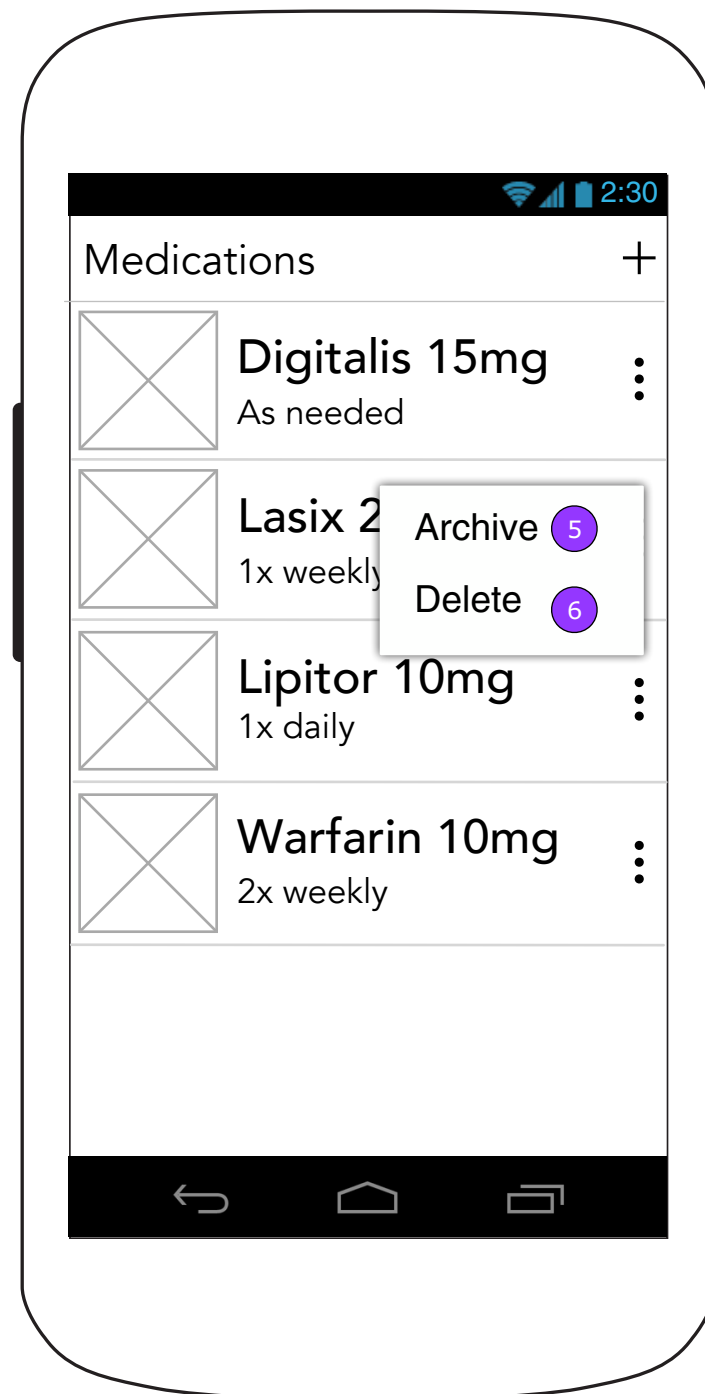 2:30
Medications
Digitalis 15mg
As needed
Lasix 2
1x weekly
Archive 5
Delete 6
Lipitor 10mg
1x daily
Warfarin 10mg
2x weekly